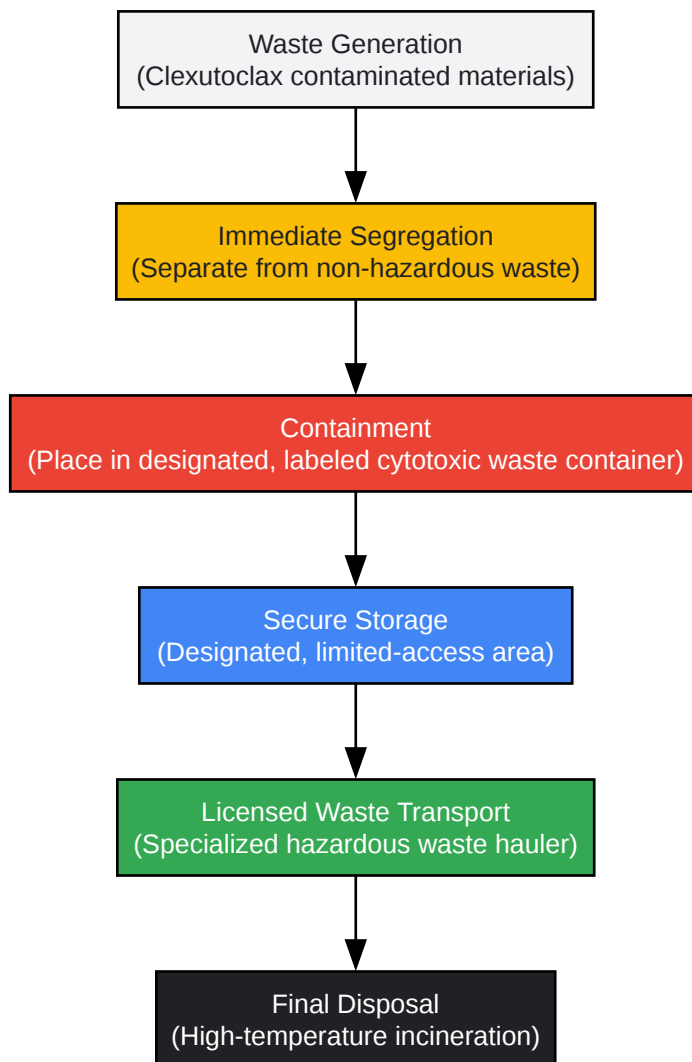 Waste Generation
(Clexutoclax contaminated materials)
Immediate Segregation
(Separate from non-hazardous waste)
Containment
(Place in designated, labeled cytotoxic waste container)
Secure Storage
(Designated, limited-access area)
Licensed Waste Transport
(Specialized hazardous waste hauler)
Final Disposal
(High-temperature incineration)